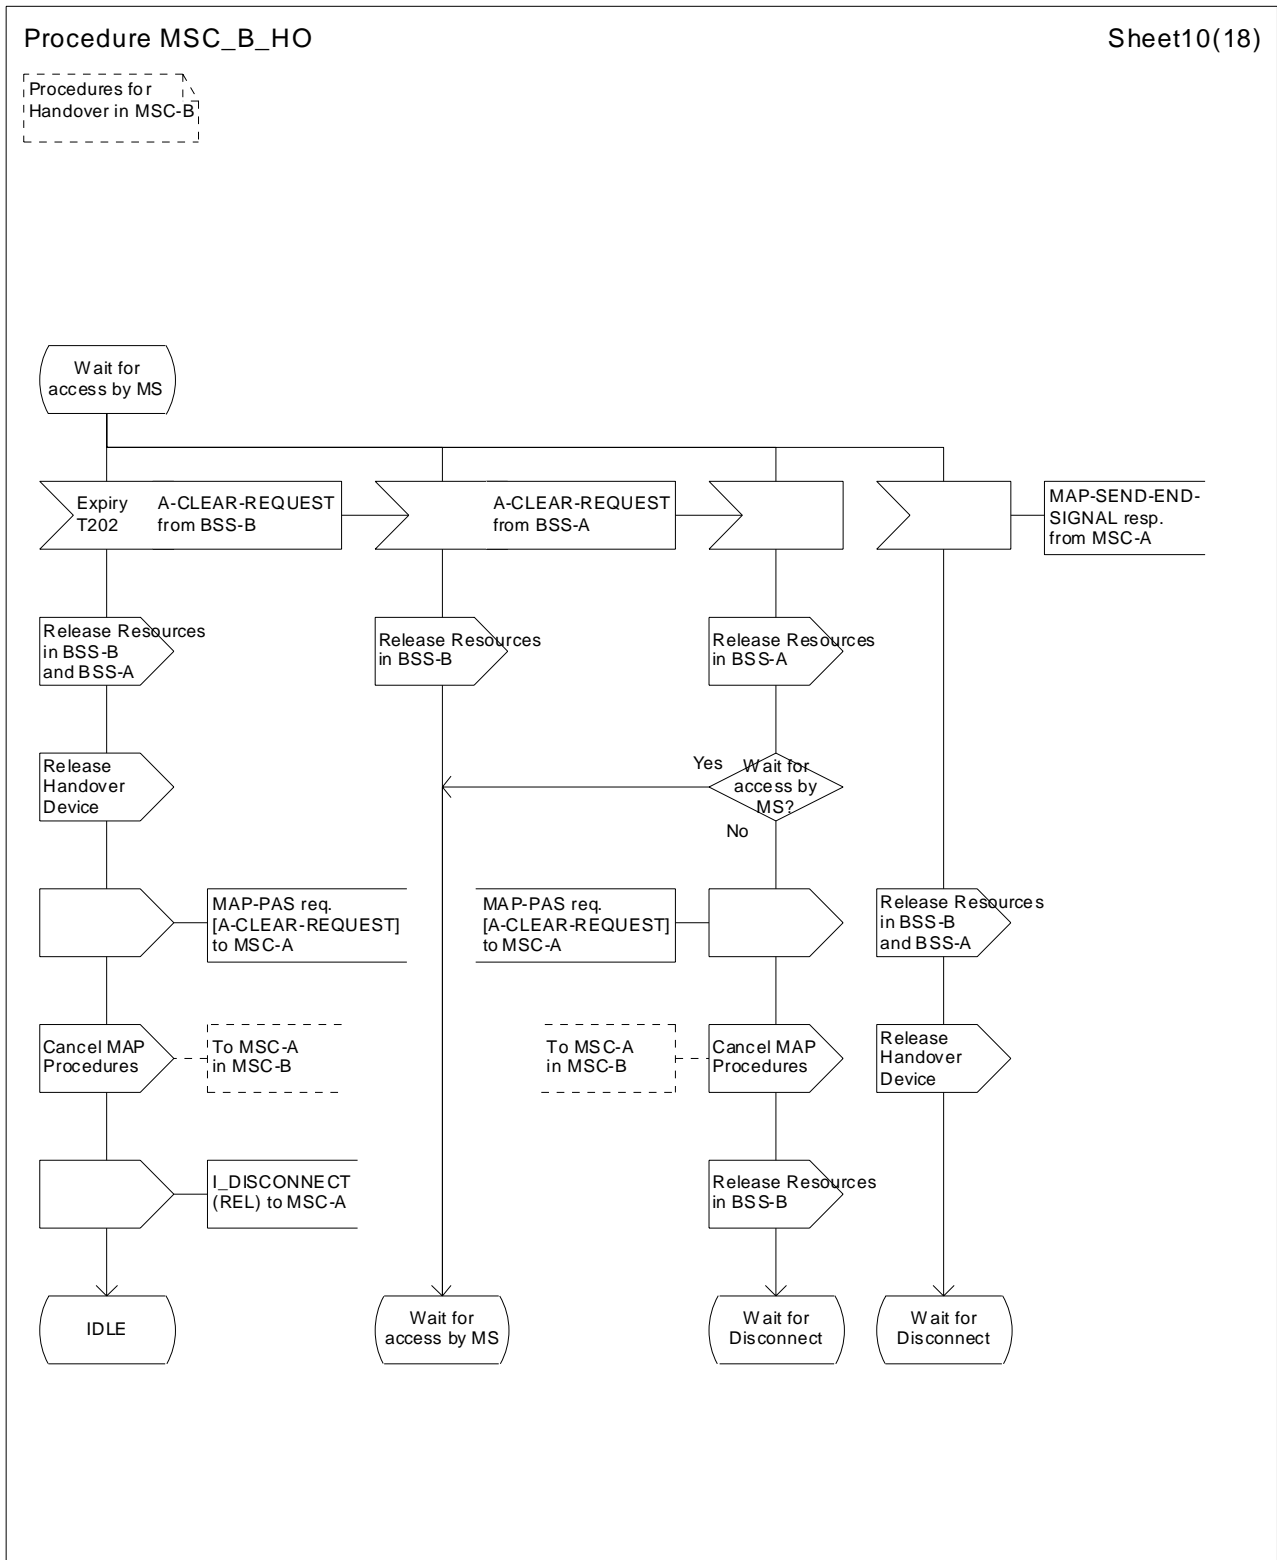 Procedure MSC_B_HO
Sheet10(18)
Procedures for
Handover in MSC-B
Wait for
access by MS
Expiry
T202
A-CLEAR-REQUEST
from BSS-B
A-CLEAR-REQUEST
from BSS-A
MAP-SEND-END-
SIGNAL resp.
from MSC-A
Release Resources
in BSS-B
and BSS-A
Release Resources
in BSS-B
Release Resources
in BSS-A
Release
Handover
Device
Yes
Wait for
access by
MS?
No
MAP-PAS req.
[A-CLEAR-REQUEST]
to MSC-A
MAP-PAS req.
[A-CLEAR-REQUEST]
to MSC-A
Release Resources
in BSS-B
and BSS-A
Cancel MAP
Procedures
To MSC-A
in MSC-B
To MSC-A
in MSC-B
Cancel MAP
Procedures
Release
Handover
Device
I_DISCONNECT
(REL) to MSC-A
Release Resources
in BSS-B
IDLE
Wait for
access by MS
Wait for
Disconnect
Wait for
Disconnect